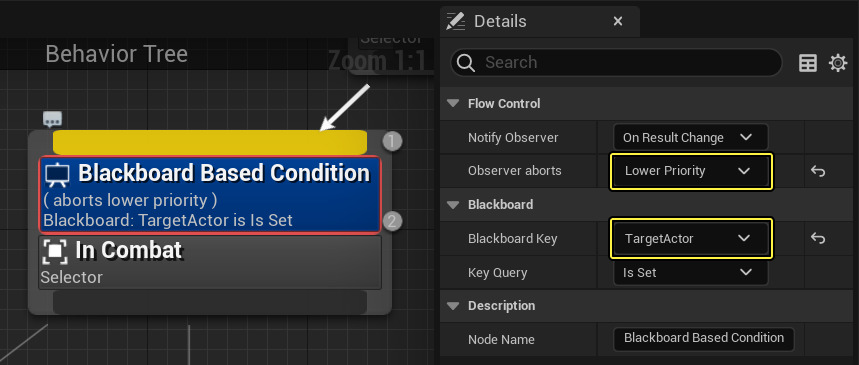 Behavior Tree
Selector
Zoom 1:1
1
Blackboard Based Condition
( aborts lower priority )
Blackboard: TargetActor is Is Set
2
In Combat
Selector
Details
Search
Flow Control
Notify Observer On Result Change
Observer aborts Lower Priority
Blackboard
Blackboard Key TargetActor
Key Query Is Set
Description
Node Name Blackboard Based Condition